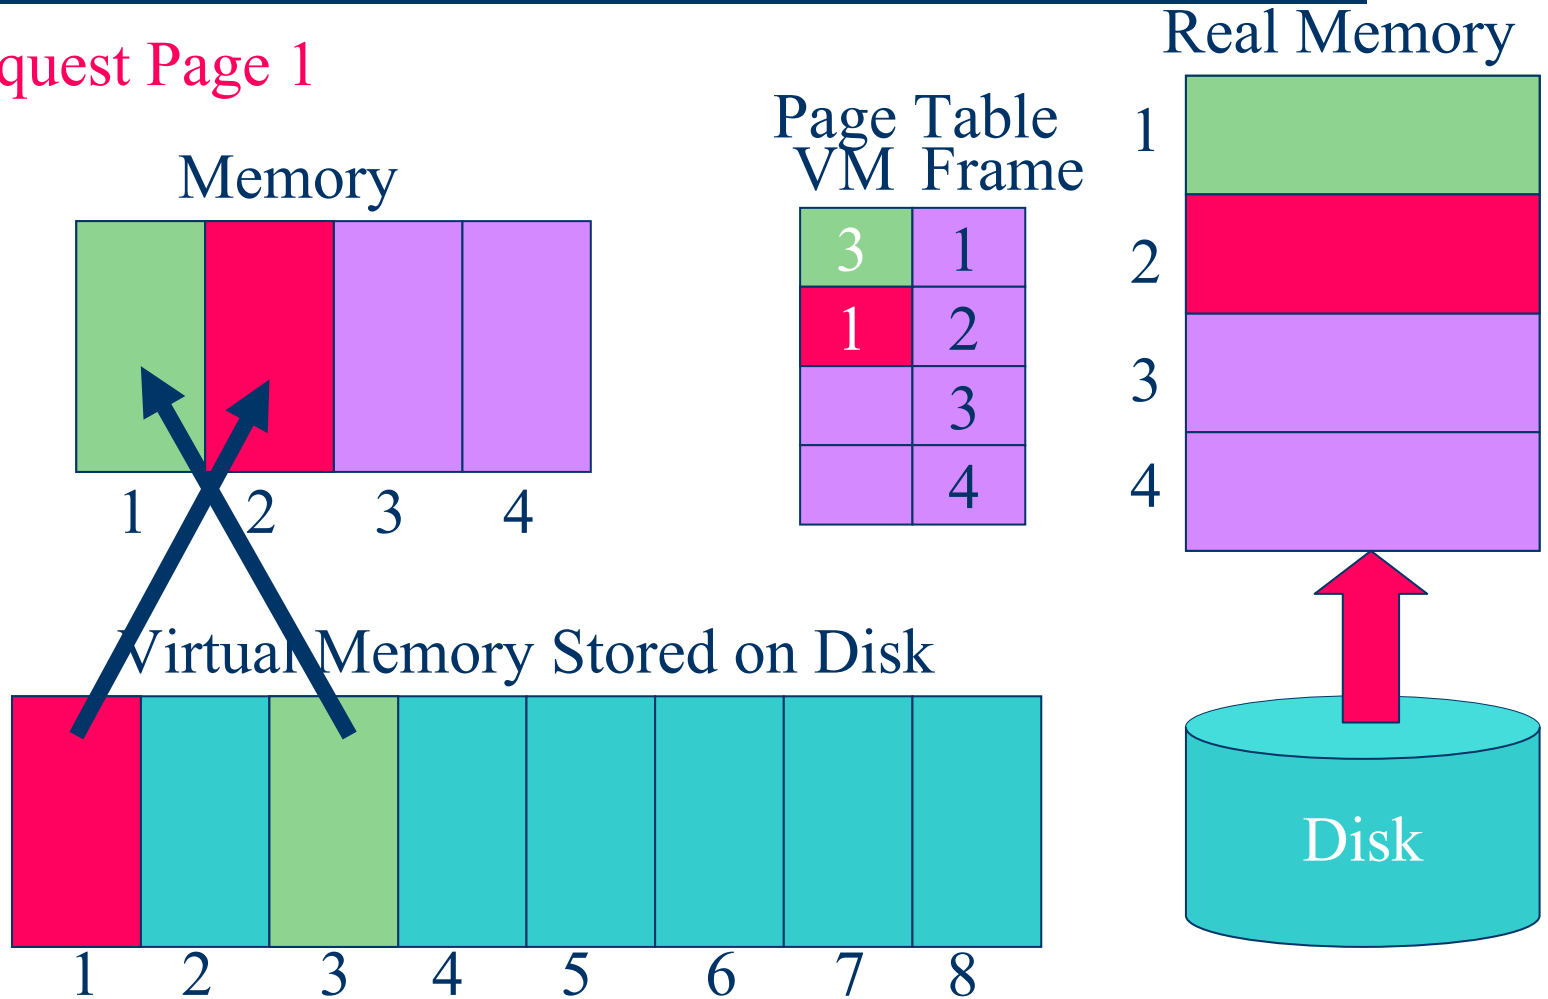 quest Page 1
Real Memory
Page Table
VM Frame
Memory
3 1
1 2
3
4
1
2
3
4
1 2 3 4
Virtual Memory Stored on Disk
Disk
1 2 3 4 5 6 7 8